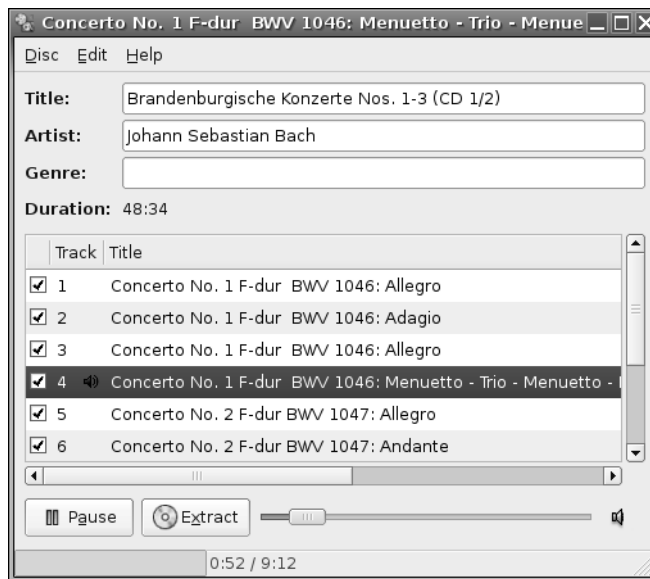 Concerto No. 1 F-dur  BWV 1046: Menuetto - Trio - Menue
Disc Edit Help
Title: Brandenburgische Konzerte Nos. 1-3 (CD 1/2)
Artist: Johann Sebastian Bach
Genre:
Duration: 48:34
Track Title
1 Concerto No. 1 F-dur  BWV 1046: Allegro
2 Concerto No. 1 F-dur  BWV 1046: Adagio
3 Concerto No. 1 F-dur  BWV 1046: Allegro
4 Concerto No. 1 F-dur  BWV 1046: Menuetto - Trio - Menuetto -
5 Concerto No. 2 F-dur BWV 1047: Allegro
6 Concerto No. 2 F-dur BWV 1047: Andante
Pause Extract
0:52 / 9:12